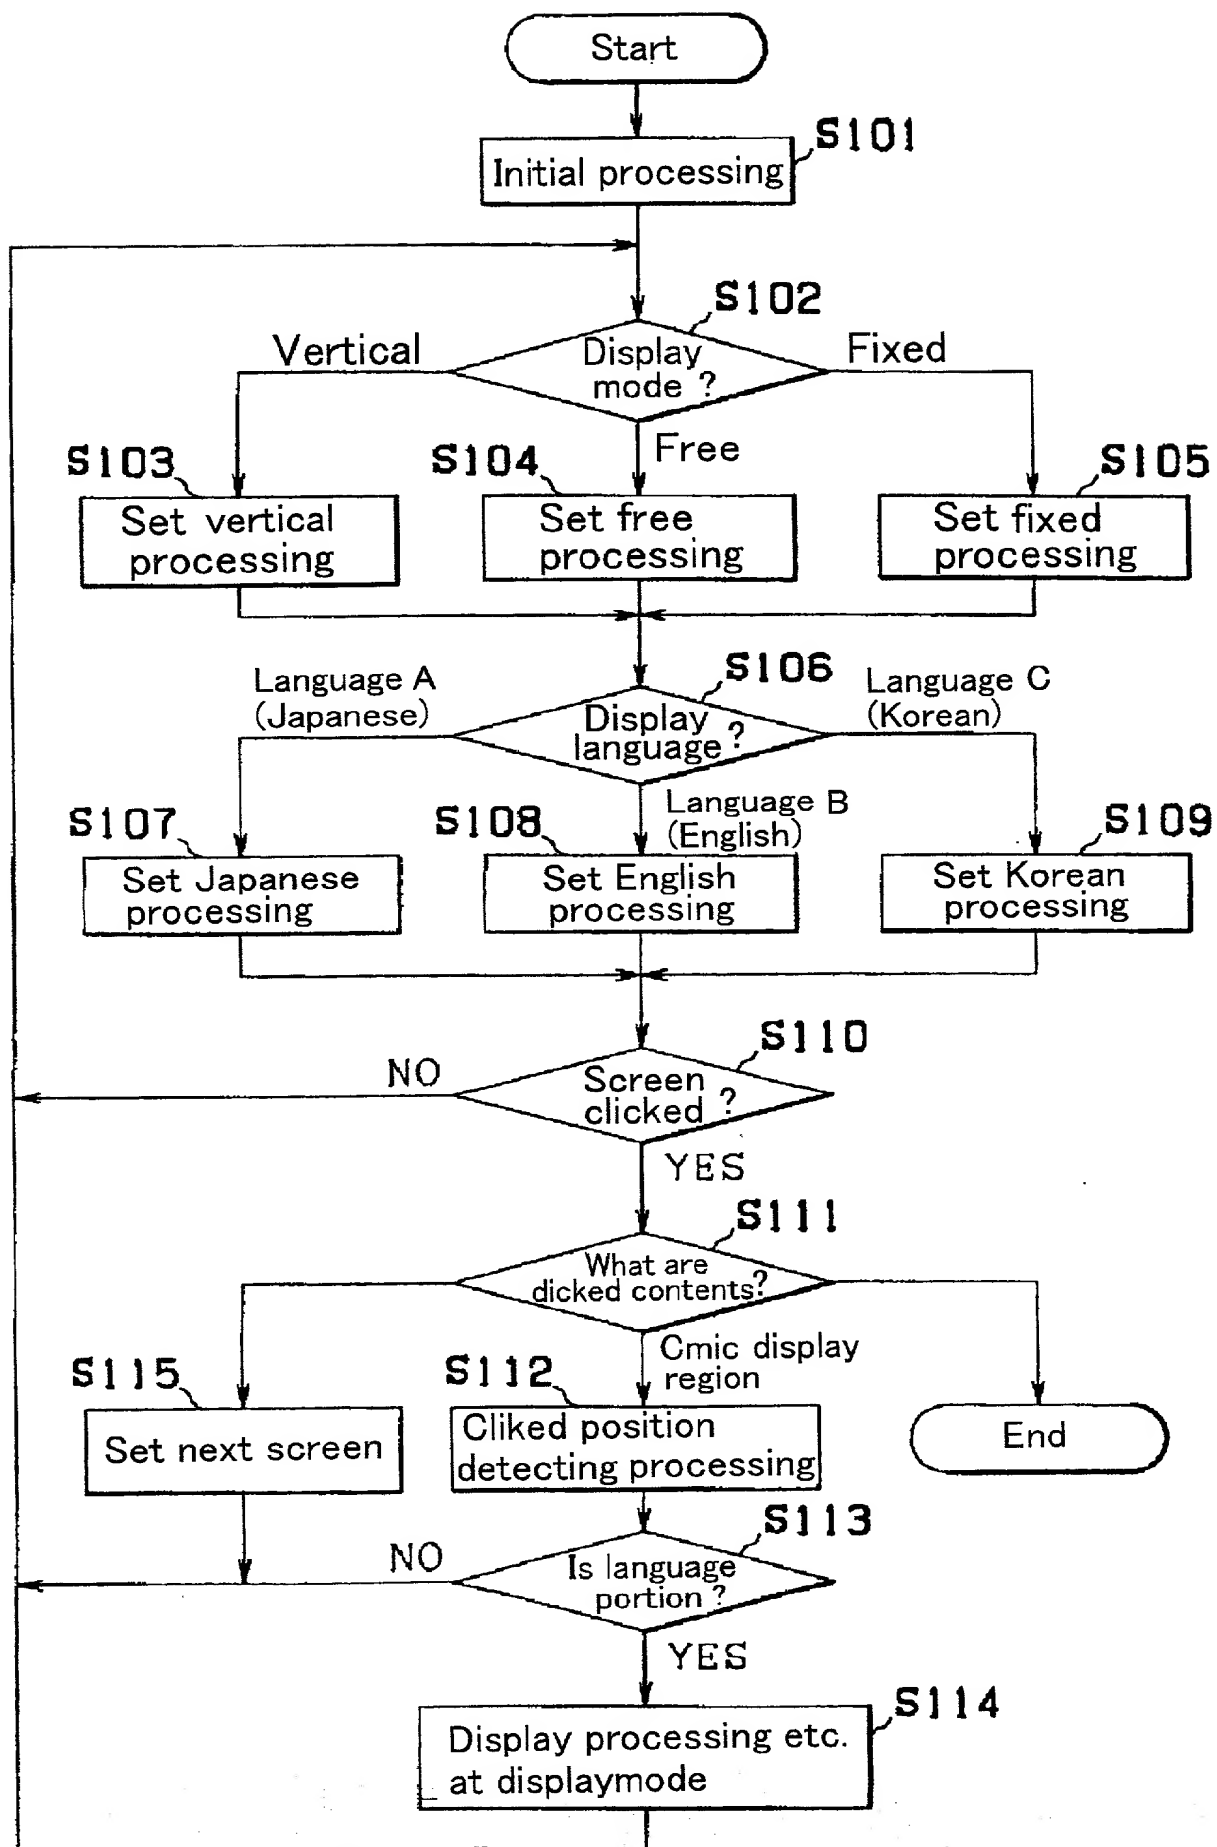 Start
S101
Initial processing
S102
Vertical
Display
mode ?
Fixed
Free
S103
S104
S105
Set vertical
processing
Set free
processing
Set fixed
processing
S106
Language A
(Japanese)
Display
language ?
Language C
(Korean)
Language B
(English)
S107
S108
S109
Set Japanese
processing
Set English
processing
Set Korean
processing
S110
NO
Screen
clicked ?
YES
S111
What are
dicked contents?
Cmic display
region
S115
S112
Set next screen
Cliked position
detecting processing
End
S113
NO
Is language
portion ?
YES
S114
Display processing etc.
at displaymode